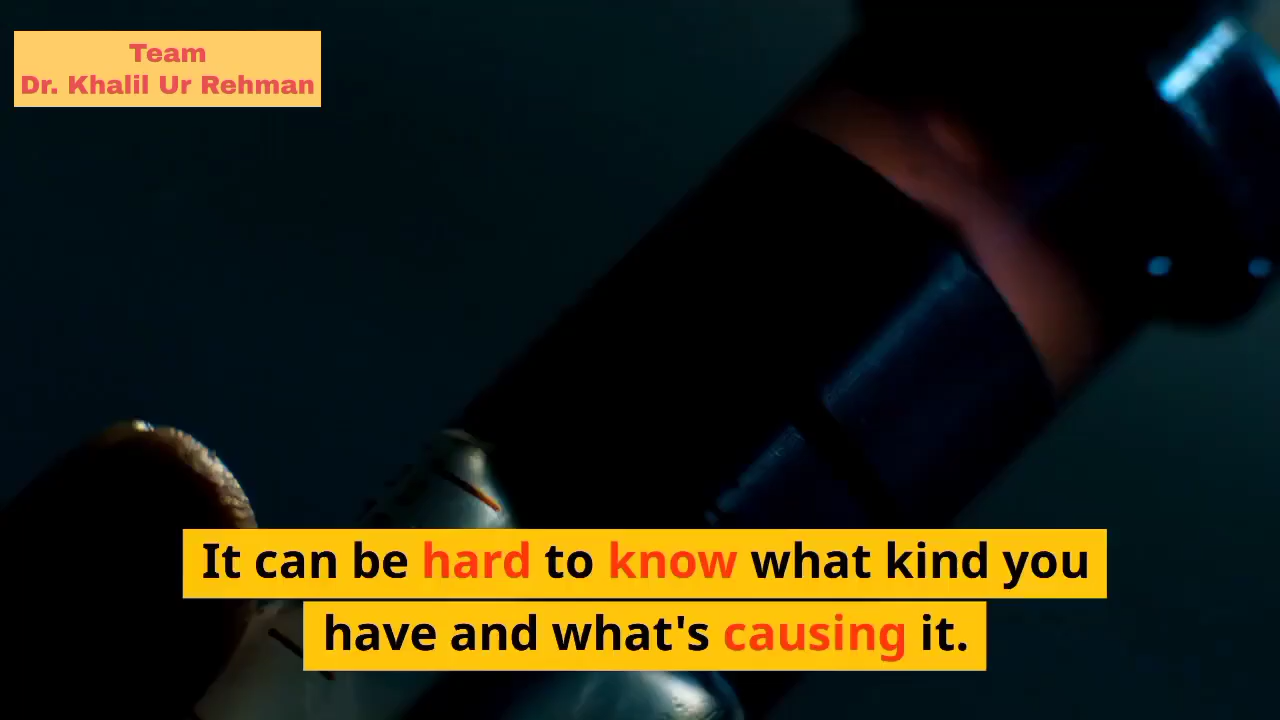 Team
Dr. Khalil Ur Rehman
It can be hard to know what kind you
have and what's causing it.